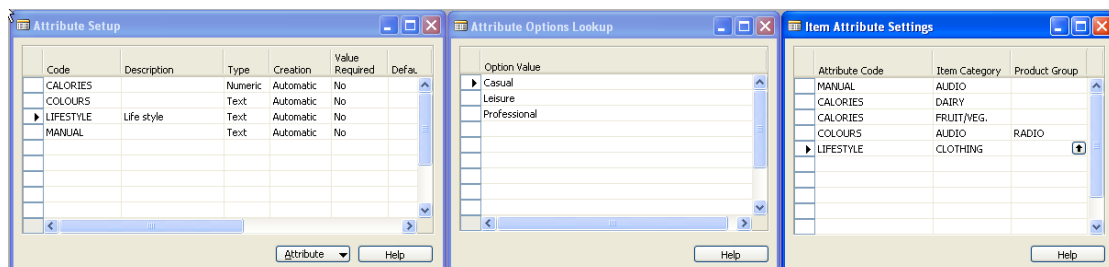 Attribute Setup
Code Description Type Creation Value Required Defau
CALORIES Numeric Automatic No
COLOURS Text Automatic No
LIFESTYLE Life style Text Automatic No
MANUAL Text Automatic No
Attribute Help
Attribute Options Lookup
Option Value
Casual
Leisure
Professional
Help
Item Attribute Settings
Attribute Code Item Category Product Group
MANUAL AUDIO
CALORIES DAIRY
CALORIES FRUIT/VEG.
COLOURS AUDIO RADIO
LIFESTYLE CLOTHING
Help